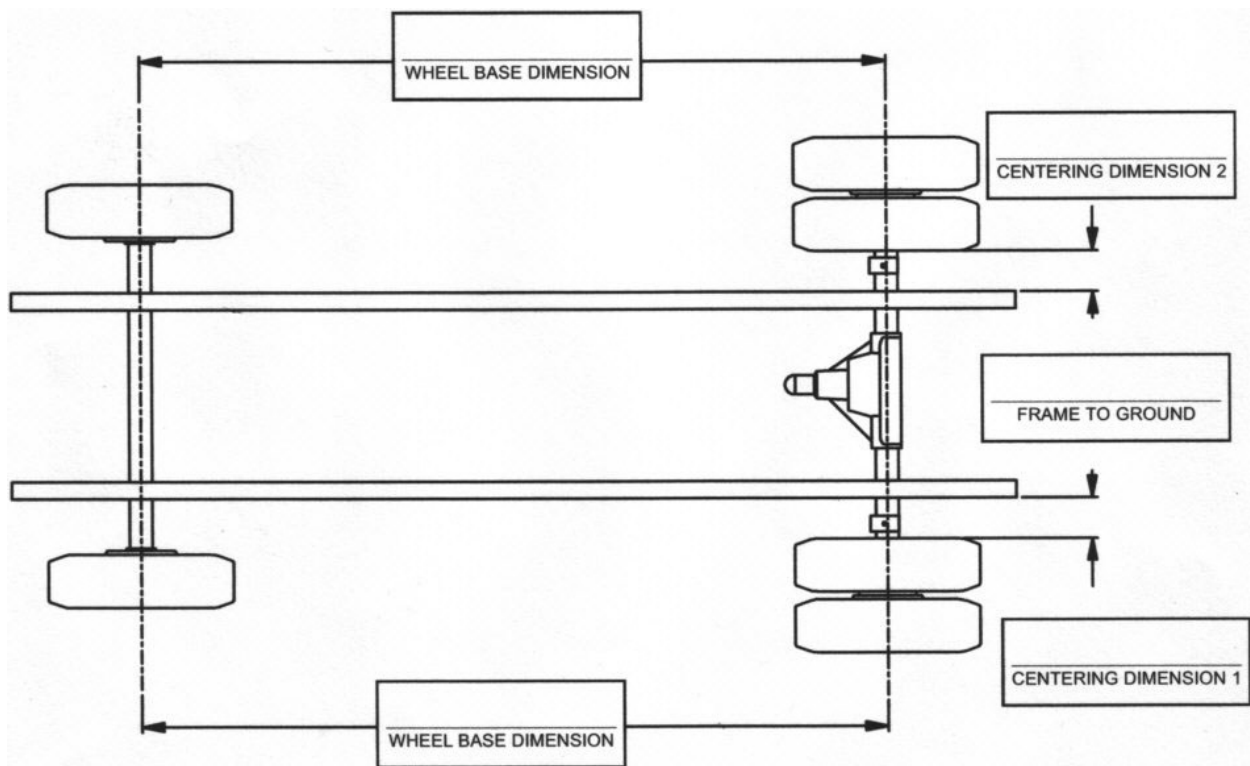 WHEEL BASE DIMENSION
CENTERING DIMENSION 2
FRAME TO GROUND
CENTERING DIMENSION 1
WHEEL BASE DIMENSION